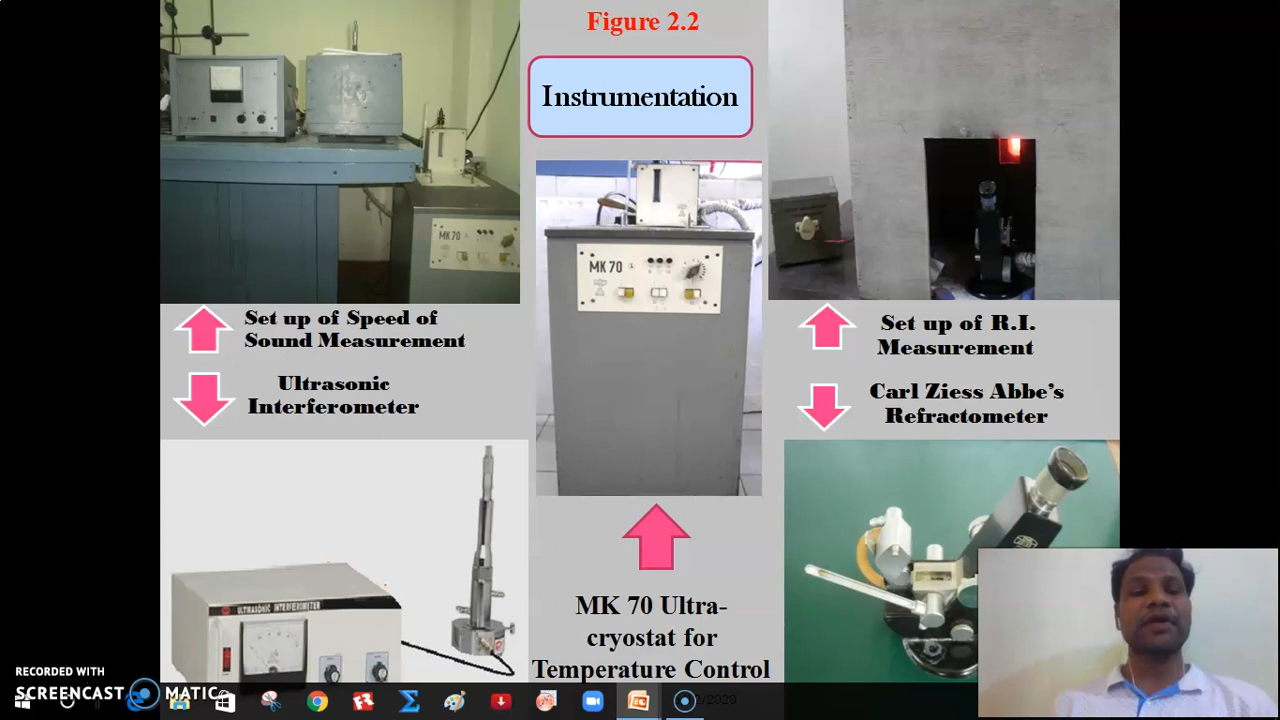 Figure 2.2
Instrumentation
MK 70
MK 70
Set up of Speed of
Sound Measurement
Ultrasonic
Interferometer
Set up of R.I.
Measurement
Carl Ziess Abbe's
Refractometer
ULTRASONIC INTERFEROMETER
MK 70 Ultra-
cryostat for
Temperature Control
RECORDED WITH
SCREENCAST MATIC
/2020